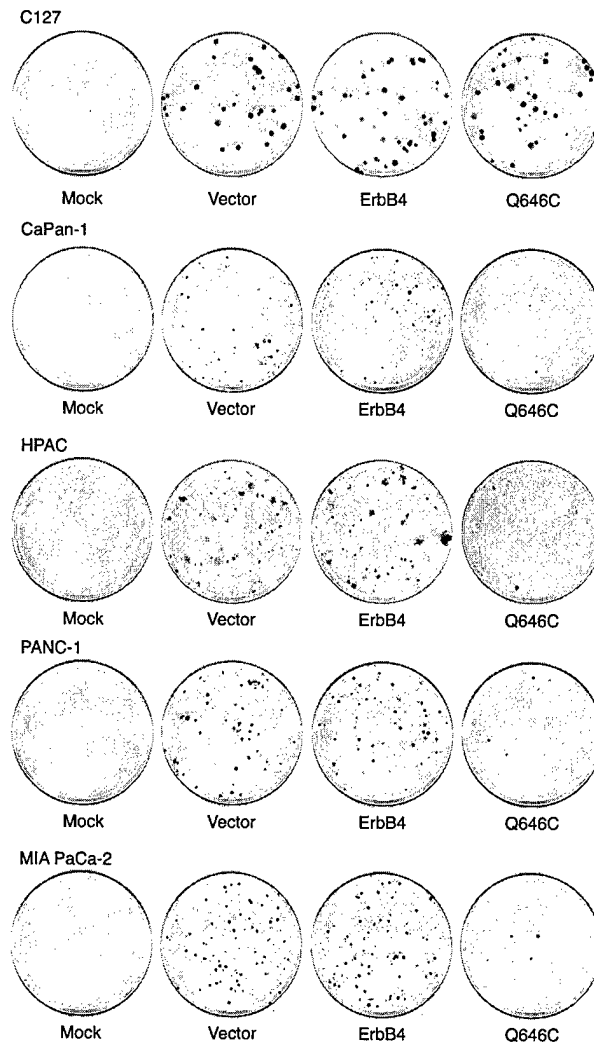 C127
Mock Vector ErbB4 Q646C
CaPan-1
Mock Vector ErbB4 Q646C
HPAC
Mock Vector ErbB4 Q646C
PANC-1
Mock Vector ErbB4 Q646C
MIA PaCa-2
Mock Vector ErbB4 Q646C